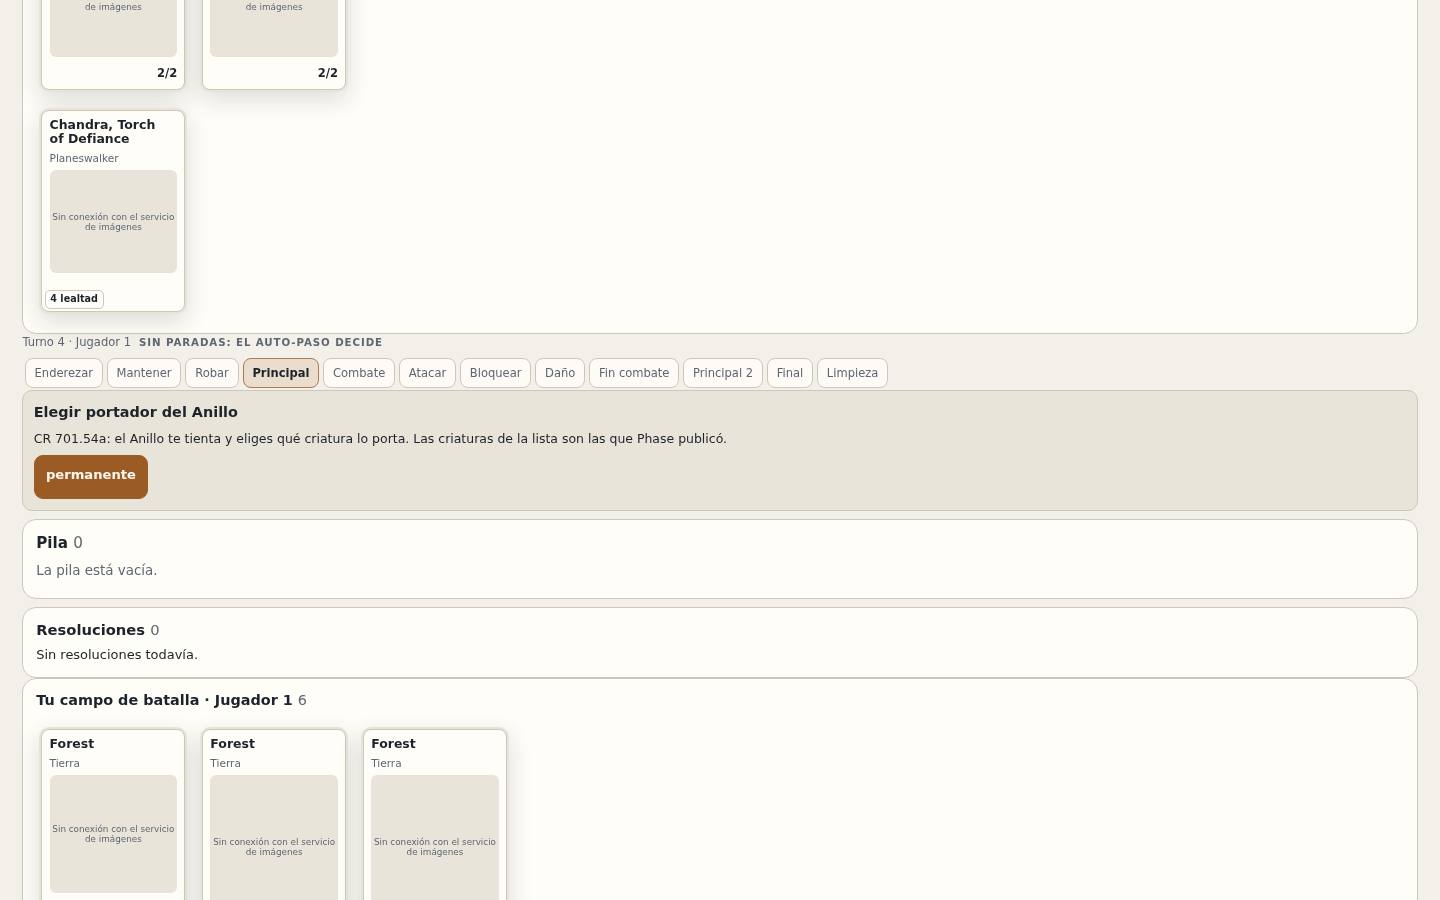 de imágenes
de imágenes
2/2
2/2
Chandra, Torch
of Defiance
Planeswalker
Sin conexión con el servicio
de imágenes
4 lealtad
Turno 4 · Jugador 1 SIN PARADAS: EL AUTO-PASO DECIDE
Enderezar
Mantener
Robar
Principal
Combate
Atacar
Bloquear
Daño
Fin combate
Principal 2
Final
Limpieza
Elegir portador del Anillo
CR 701.54a: el Anillo te tienta y eliges qué criatura lo porta. Las criaturas de la lista son las que Phase publicó.
permanente
Pila 0
La pila está vacía.
Resoluciones 0
Sin resoluciones todavía.
Tu campo de batalla · Jugador 1 6
Forest
Tierra
Sin conexión con el servicio
de imágenes
Forest
Tierra
Sin conexión con el servicio
de imágenes
Forest
Tierra
Sin conexión con el servicio
de imágenes